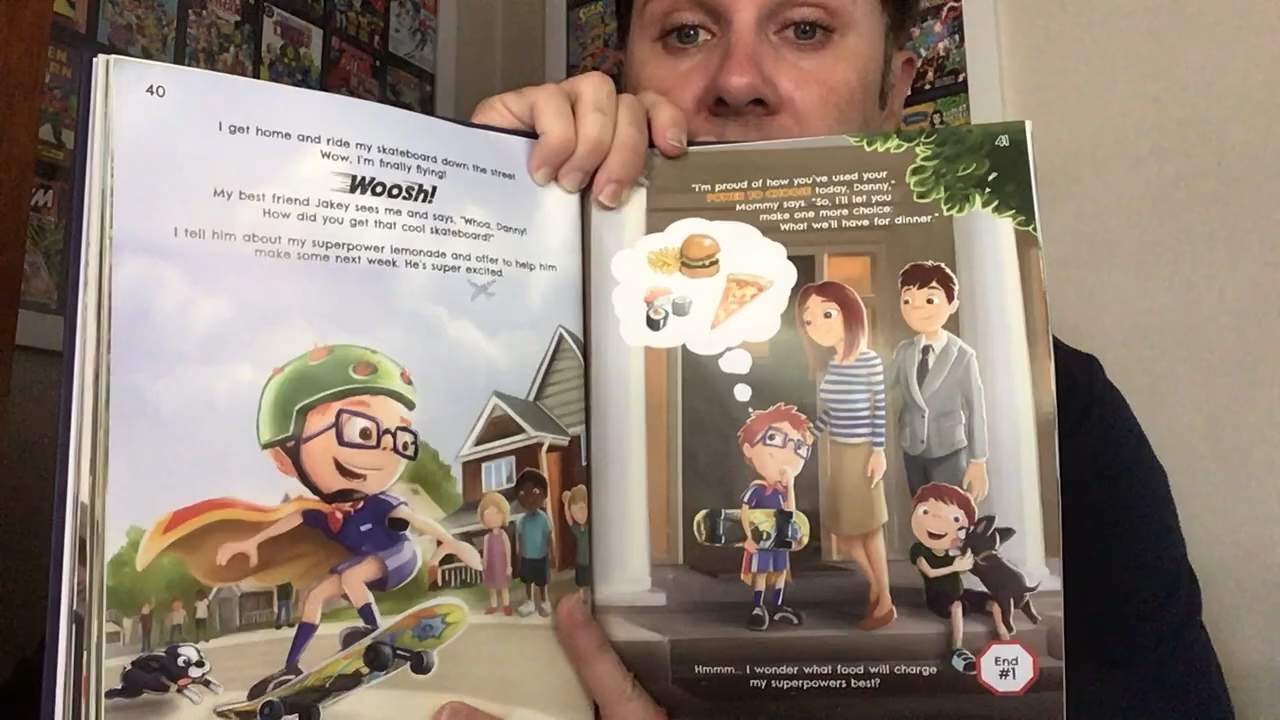 40
I get home and ride my skateboard down the street.
Wow, I'm finally flying!
Woosh!
My best friend Jakey sees me and says, "Whoa, Danny!
How did you get that cool skateboard?"
I tell him about my superpower lemonade and offer to help him
make some next week. He's super excited.
41
"I'm proud of how you've used your
POWER TO CHOOSE today, Danny,"
Mommy says. "So, I'll let you
make one more choice:
What we'll have for dinner."
Hmmm... I wonder what food will charge
my superpowers best?
End
#1